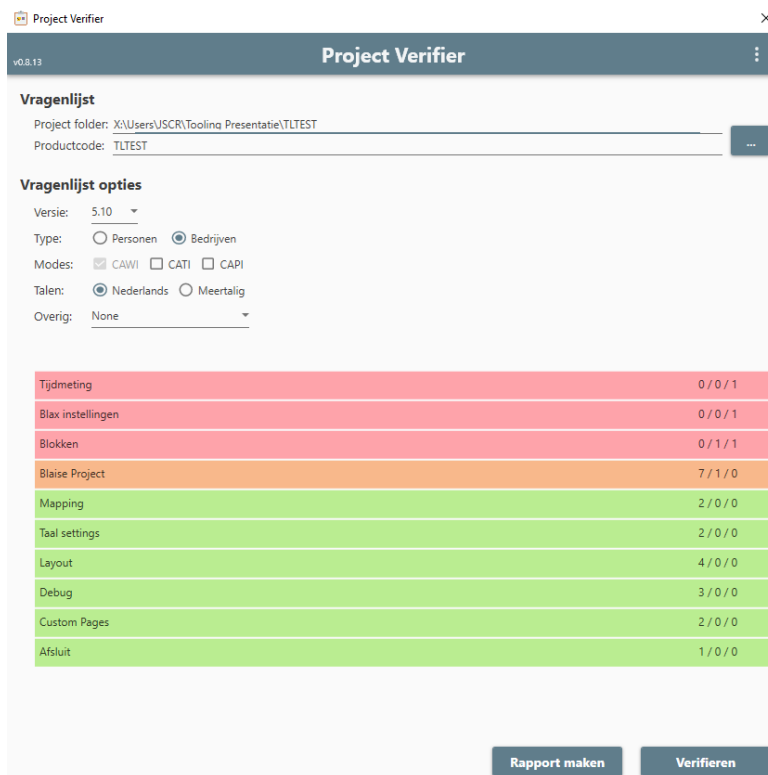 Project Verifier
v0.8.13
Project Verifier
Vragenlijst
Project folder: X:\Users\JSCR\Tooling Presentatie\TLTEST
Productcode: TLTEST
...
Vragenlijst opties
Versie: 5.10
Type: Personen Bedrijven
Modes: CAWI CATI CAPI
Talen: Nederlands Meertalig
Overig: None
Tijdmeting 0 / 0 / 1
Blax instellingen 0 / 0 / 1
Blokken 0 / 1 / 1
Blaise Project 7 / 1 / 0
Mapping 2 / 0 / 0
Taal settings 2 / 0 / 0
Layout 4 / 0 / 0
Debug 3 / 0 / 0
Custom Pages 2 / 0 / 0
Afsluit 1 / 0 / 0
Rapport maken Verifieren